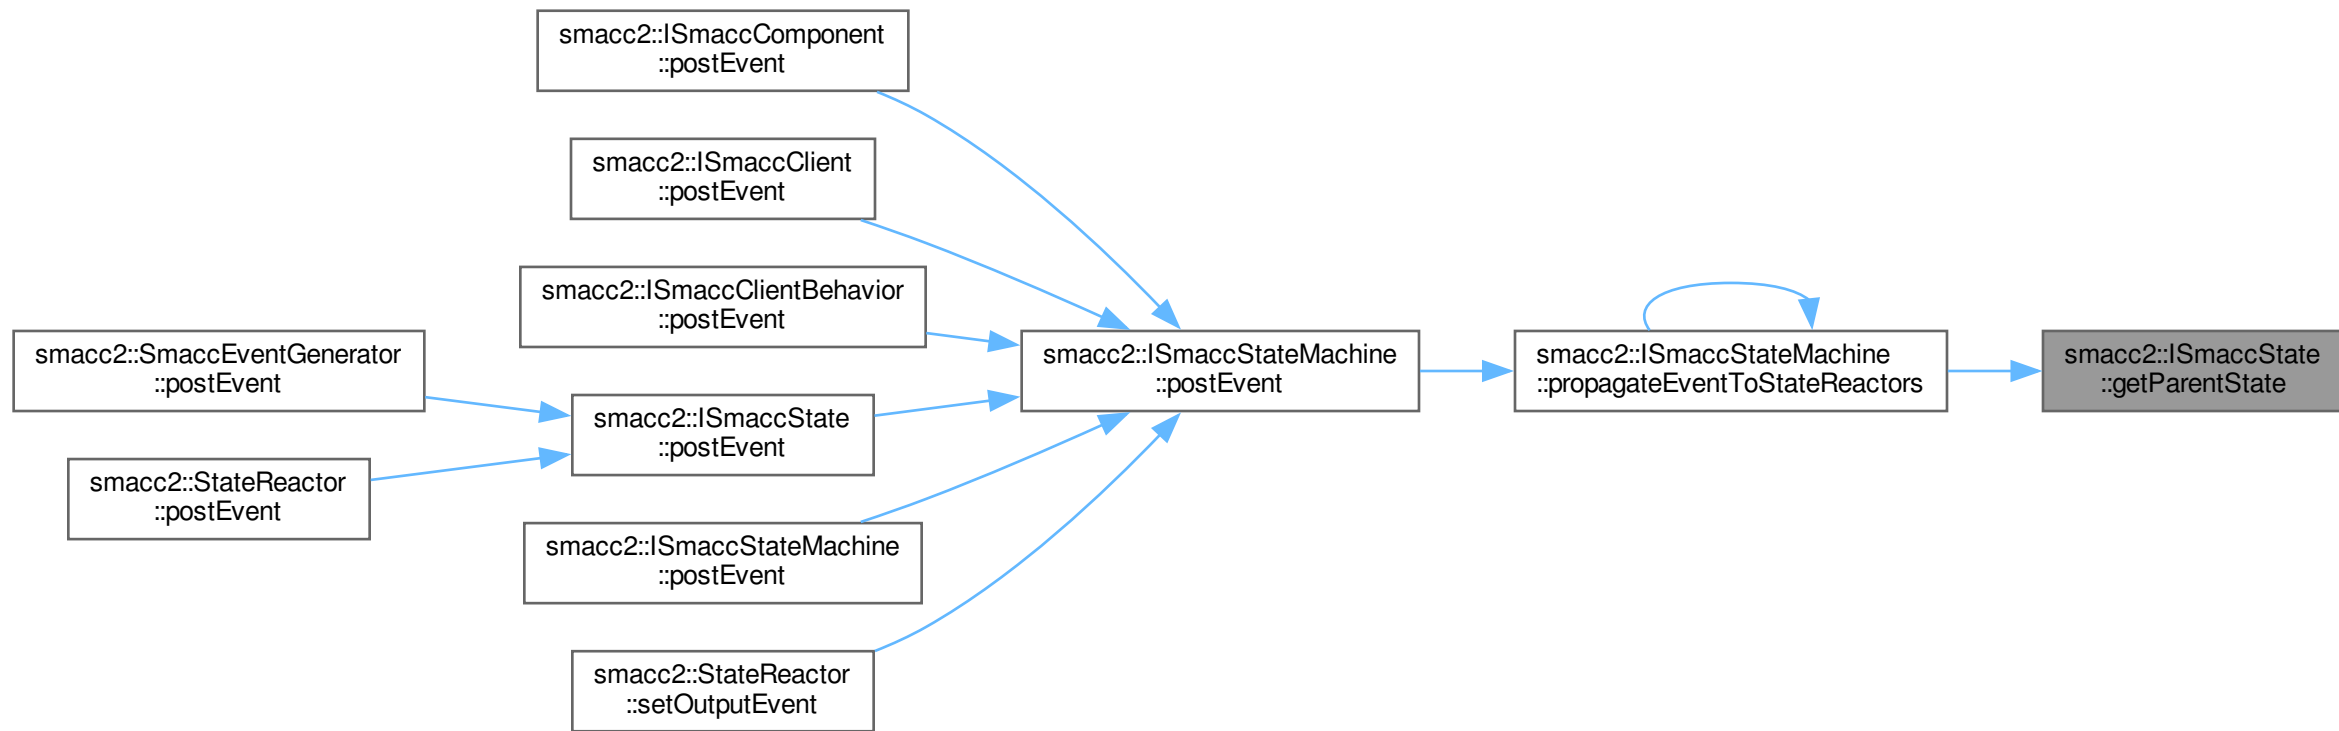 smacc2::ISmaccComponent
::postEvent
smacc2::ISmaccClient
::postEvent
smacc2::ISmaccClientBehavior
::postEvent
smacc2::SmaccEventGenerator
::postEvent
smacc2::ISmaccStateMachine
::postEvent
smacc2::ISmaccStateMachine
::propagateEventToStateReactors
smacc2::ISmaccState
::getParentState
smacc2::ISmaccState
::postEvent
smacc2::StateReactor
::postEvent
smacc2::ISmaccStateMachine
::postEvent
smacc2::StateReactor
::setOutputEvent